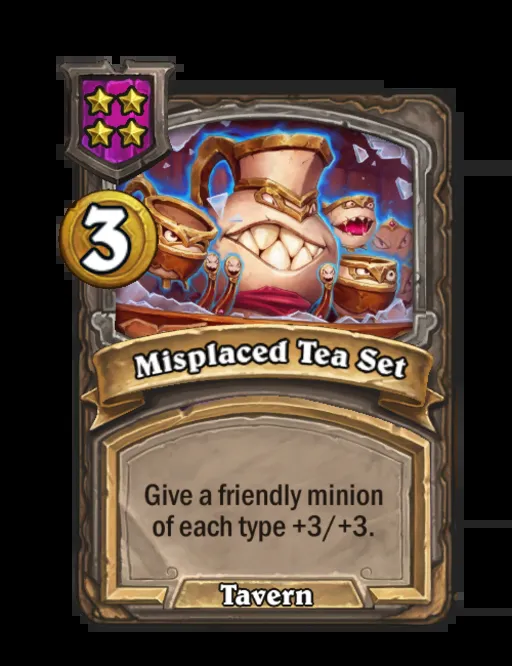 3
Misplaced Tea Set
Give a friendly minion
of each type +3/+3.
Tavern